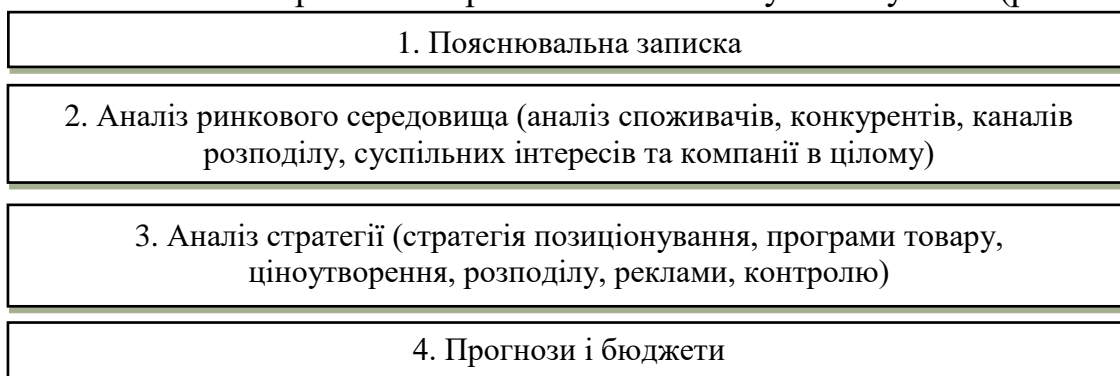 1. Пояснювальна записка
2. Аналіз ринкового середовища (аналіз споживачів, конкурентів, каналів
розподілу, суспільних інтересів та компанії в цілому)
3. Аналіз стратегії (стратегія позиціонування, програми товару,
ціноутворення, розподілу, реклами, контролю)
4. Прогнози і бюджети